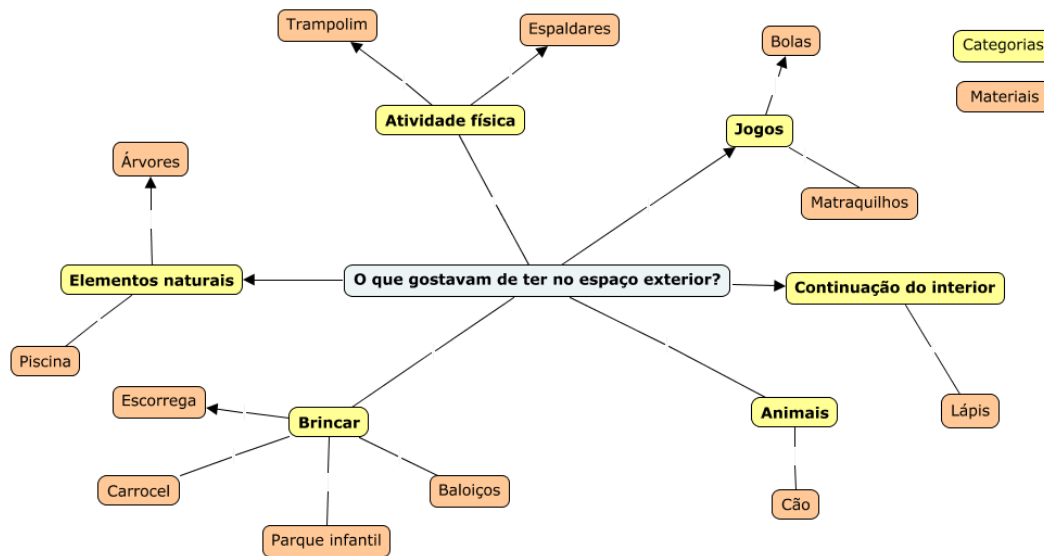 Trampolim
Espaldares
Bolas
Categorias
Materiais
Atividade física
Jogos
Árvores
Matraquilhos
Elementos naturais
O que gostavam de ter no espaço exterior?
Continuação do interior
Piscina
Escorrega
Brincar
Animais
Lápis
Carrocel
Baloiços
Cão
Parque infantil